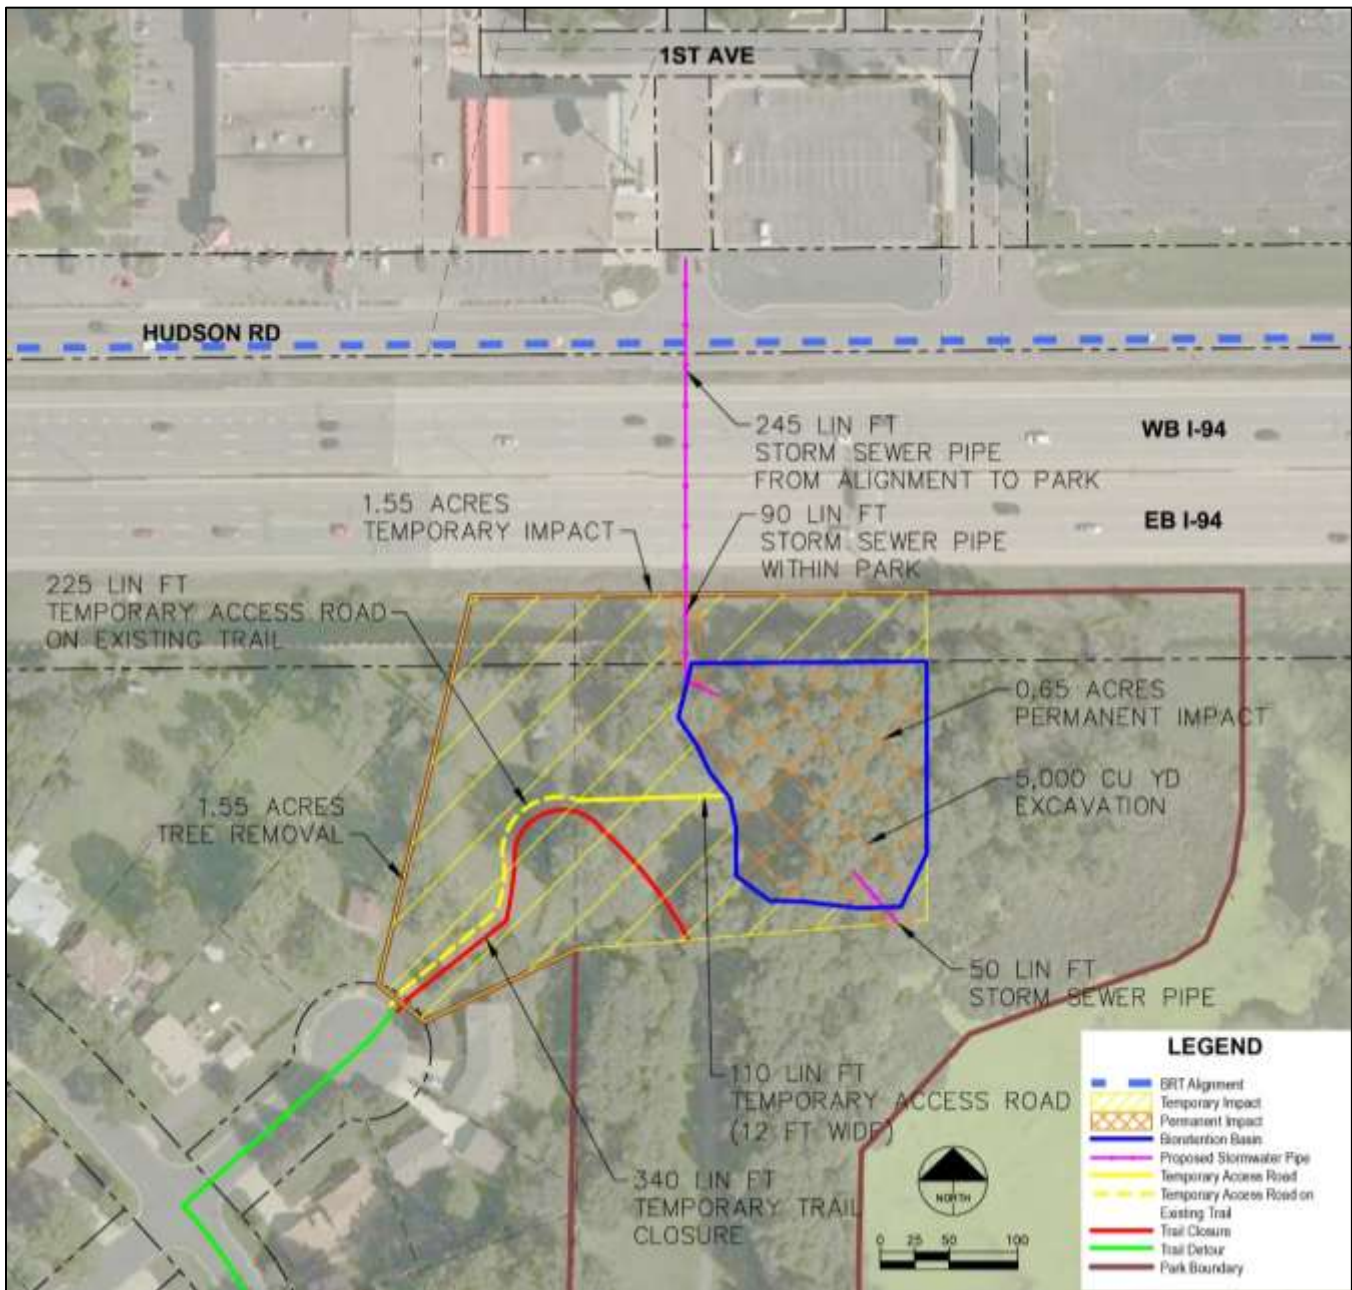 1ST AVE
HUDSON RD
245 LIN FT
STORM SEWER PIPE
FROM ALIGNMENT TO PARK
WB I-94
1.55 ACRES
TEMPORARY IMPACT
90 LIN FT
STORM SEWER PIPE
WITHIN PARK
EB I-94
225 LIN FT
TEMPORARY ACCESS ROAD
ON EXISTING TRAIL
0.65 ACRES
PERMANENT IMPACT
5,000 CU YD
EXCAVATION
1.55 ACRES
TREE REMOVAL
50 LIN FT
STORM SEWER PIPE
110 LIN FT
TEMPORARY ACCESS ROAD
(12 FT WIDE)
340 LIN FT
TEMPORARY TRAIL
CLOSURE
NORTH
0 25 50 100
LEGEND
BRT Alignment
Temporary Impact
Permanent Impact
Bioretention Basin
Proposed Stormwater Pipe
Temporary Access Road
Temporary Access Road on
Existing Trail
Trail Closure
Trail Detour
Park Boundary